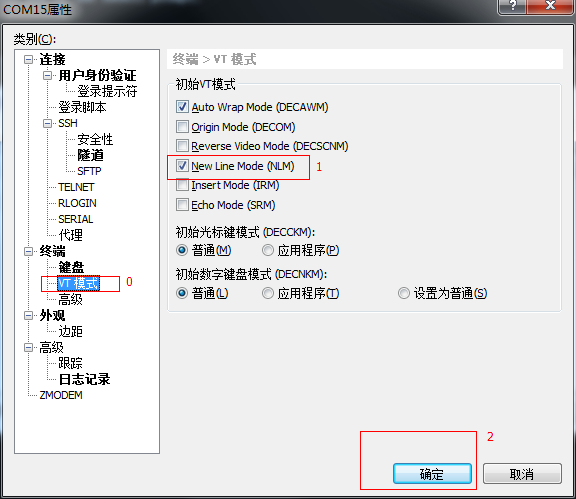 COM15属性
类别(C):
连接
用户身份验证
登录提示符
登录脚本
SSH
安全性
隧道
SFTP
TELNET
RLOGIN
SERIAL
代理
终端
键盘
VT 模式
0
高级
外观
边距
高级
跟踪
日志记录
ZMODEM
终端 > VT 模式
初始VT模式
Auto Wrap Mode (DECAWM)
Origin Mode (DECOM)
Reverse Video Mode (DECSCNM)
New Line Mode (NLM)
1
Insert Mode (IRM)
Echo Mode (SRM)
初始光标键模式 (DECCKM):
普通(M) 应用程序(P)
初始数字键盘模式 (DECNKM):
普通(L) 应用程序(T) 设置为普通(S)
2
确定 取消